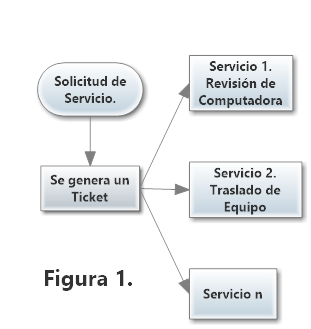 Solicitud de
Servicio.
Se genera un
Ticket
Servicio 1.
Revisión de
Computadora
Servicio 2.
Traslado de
Equipo
Servicio n
Figura 1.